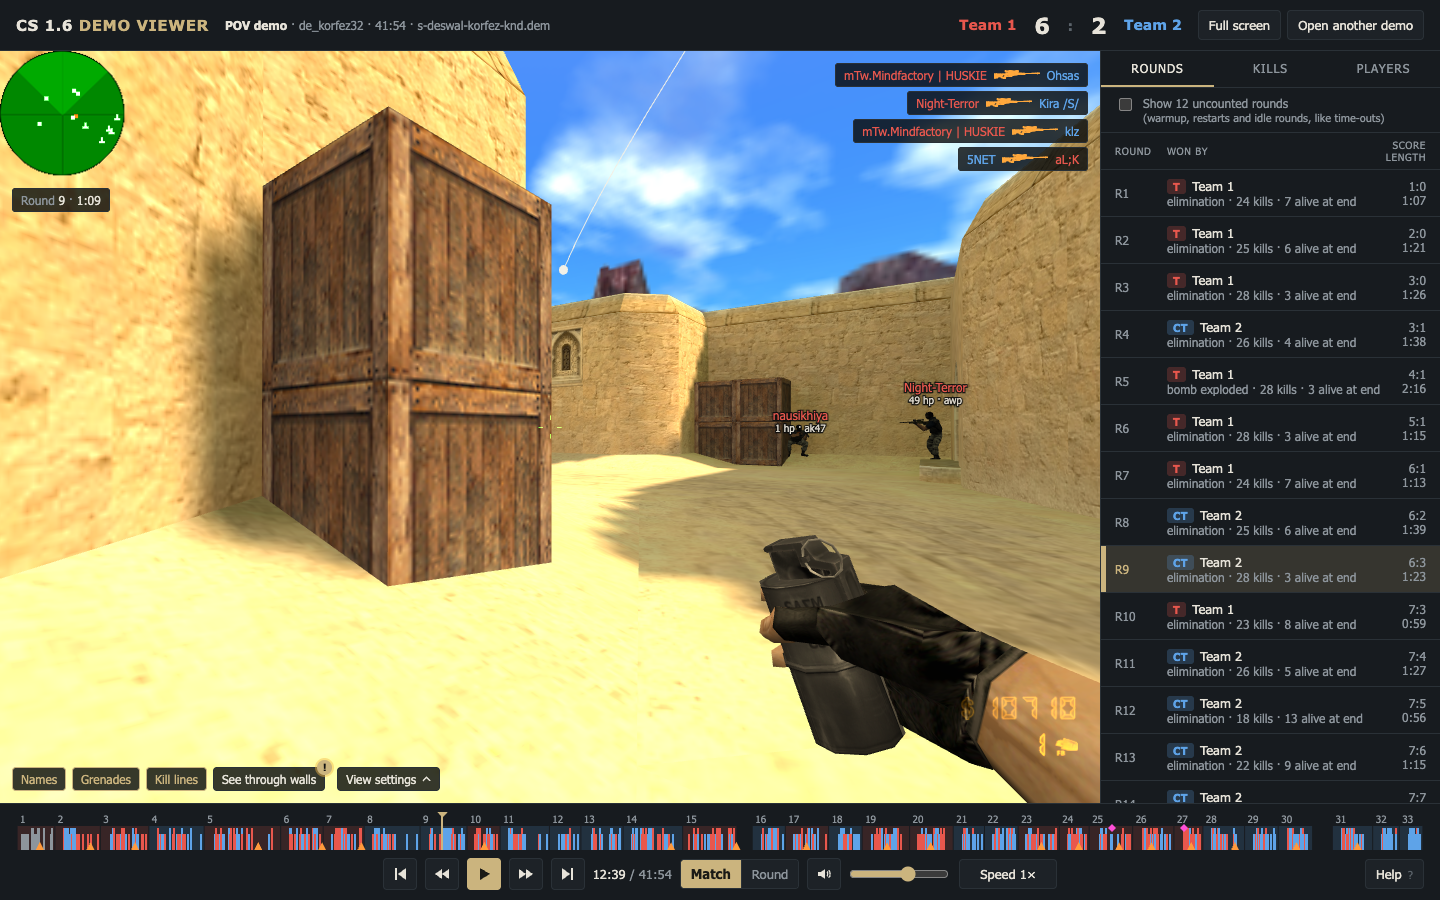 CS 1.6 DEMO VIEWER
POV demo · de_korfez32 · 41:54 · s-deswal-korfez-knd.dem
Team 1 6 : 2 Team 2
Full screen
Open another demo
mTw.Mindfactory | HUSKIE Ohsas
Night-Terror Kira /S/
mTw.Mindfactory | HUSKIE klz
5NET aL;K
Round 9 · 1:09
Night-Terror
49 hp · awp
nausikhiya
1 hp · ak47
Names
Grenades
Kill lines
See through walls
!
View settings
ROUNDS KILLS PLAYERS
Show 12 uncounted rounds
(warmup, restarts and idle rounds, like time-outs)
ROUND WON BY SCORE
LENGTH
R1 T Team 1 1:0
elimination · 24 kills · 7 alive at end 1:07
R2 T Team 1 2:0
elimination · 25 kills · 6 alive at end 1:21
R3 T Team 1 3:0
elimination · 28 kills · 3 alive at end 1:26
R4 CT Team 2 3:1
elimination · 26 kills · 4 alive at end 1:38
R5 T Team 1 4:1
bomb exploded · 28 kills · 3 alive at end 2:16
R6 T Team 1 5:1
elimination · 28 kills · 3 alive at end 1:15
R7 T Team 1 6:1
elimination · 24 kills · 7 alive at end 1:13
R8 CT Team 2 6:2
elimination · 25 kills · 6 alive at end 1:39
R9 CT Team 2 6:3
elimination · 28 kills · 3 alive at end 1:23
R10 T Team 1 7:3
elimination · 23 kills · 8 alive at end 0:59
R11 CT Team 2 7:4
elimination · 26 kills · 5 alive at end 1:27
R12 CT Team 2 7:5
elimination · 18 kills · 13 alive at end 0:56
R13 CT Team 2 7:6
elimination · 22 kills · 9 alive at end 1:15
CT Team 2 7:7
1 2 3 4 5 6 7 8 9 10 11 12 13 14 15 16 17 18 19 20 21 22 23 24 25 26 27 28 29 30 31 32 33
12:39 / 41:54
Match Round
Speed 1×
Help ?